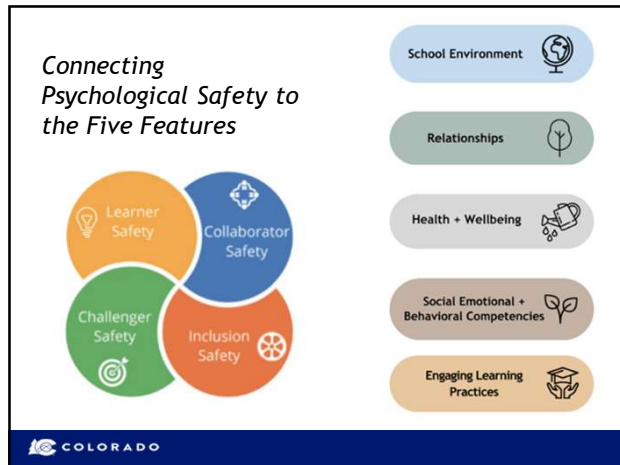 Connecting
Psychological Safety to
the Five Features
Learner
Safety
Collaborator
Safety
Challenger
Safety
Inclusion
Safety
School Environment
Relationships
Health + Wellbeing
Social Emotional +
Behavioral Competencies
Engaging Learning
Practices
COLORADO